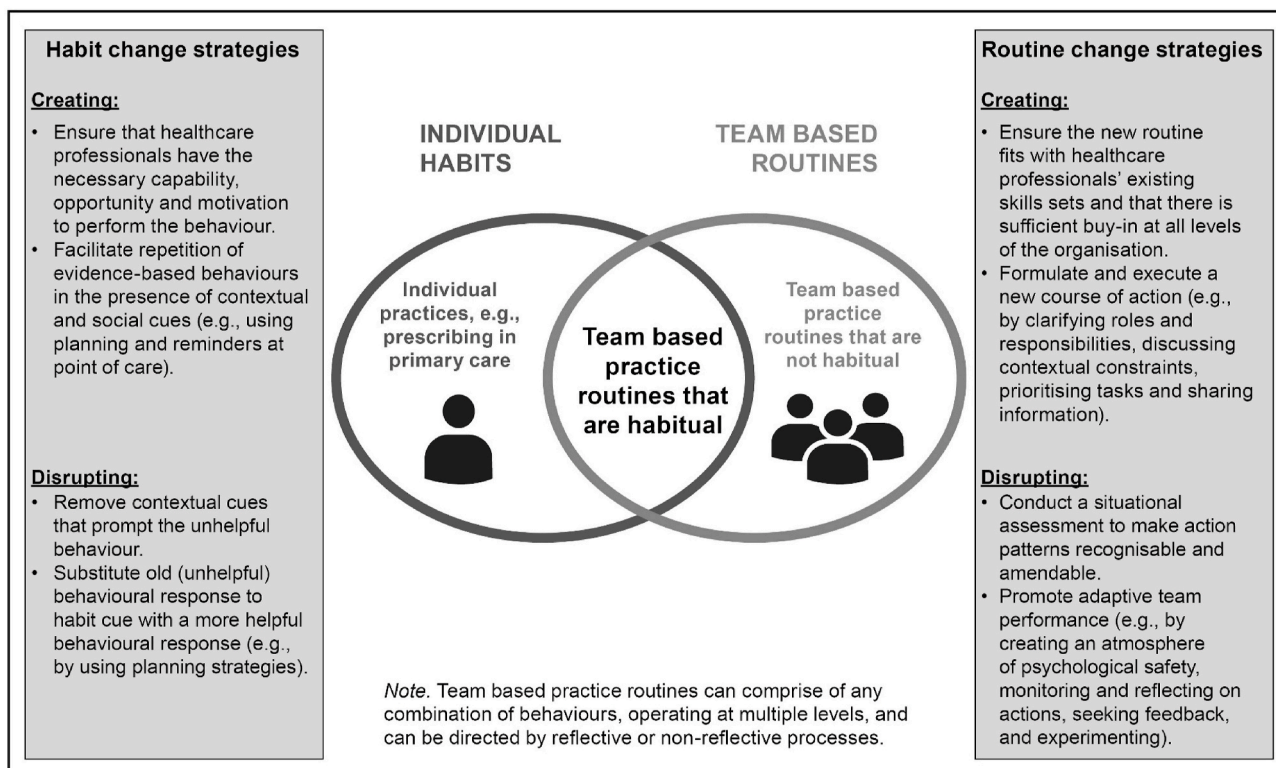 Habit change strategies
Creating:
• Ensure that healthcare
professionals have the
necessary capability,
opportunity and motivation
to perform the behaviour.
• Facilitate repetition of
evidence-based behaviours
in the presence of contextual
and social cues (e.g., using
planning and reminders at
point of care).
Disrupting:
• Remove contextual cues
that prompt the unhelpful
behaviour.
• Substitute old (unhelpful)
behavioural response to
habit cue with a more helpful
behavioural response (e.g.,
by using planning strategies).
INDIVIDUAL
HABITS
TEAM BASED
ROUTINES
Individual
practices, e.g.,
prescribing in
primary care
Team based
practice
routines that
are habitual
Team based
practice
routines that are
not habitual
Note. Team based practice routines can comprise of any
combination of behaviours, operating at multiple levels, and
can be directed by reflective or non-reflective processes.
Routine change strategies
Creating:
• Ensure the new routine
fits with healthcare
professionals’ existing
skills sets and that there is
sufficient buy-in at all levels
of the organisation.
• Formulate and execute a
new course of action (e.g.,
by clarifying roles and
responsibilities, discussing
contextual constraints,
prioritising tasks and sharing
information).
Disrupting:
• Conduct a situational
assessment to make action
patterns recognisable and
amendable.
• Promote adaptive team
performance (e.g., by
creating an atmosphere
of psychological safety,
monitoring and reflecting on
actions, seeking feedback,
and experimenting).